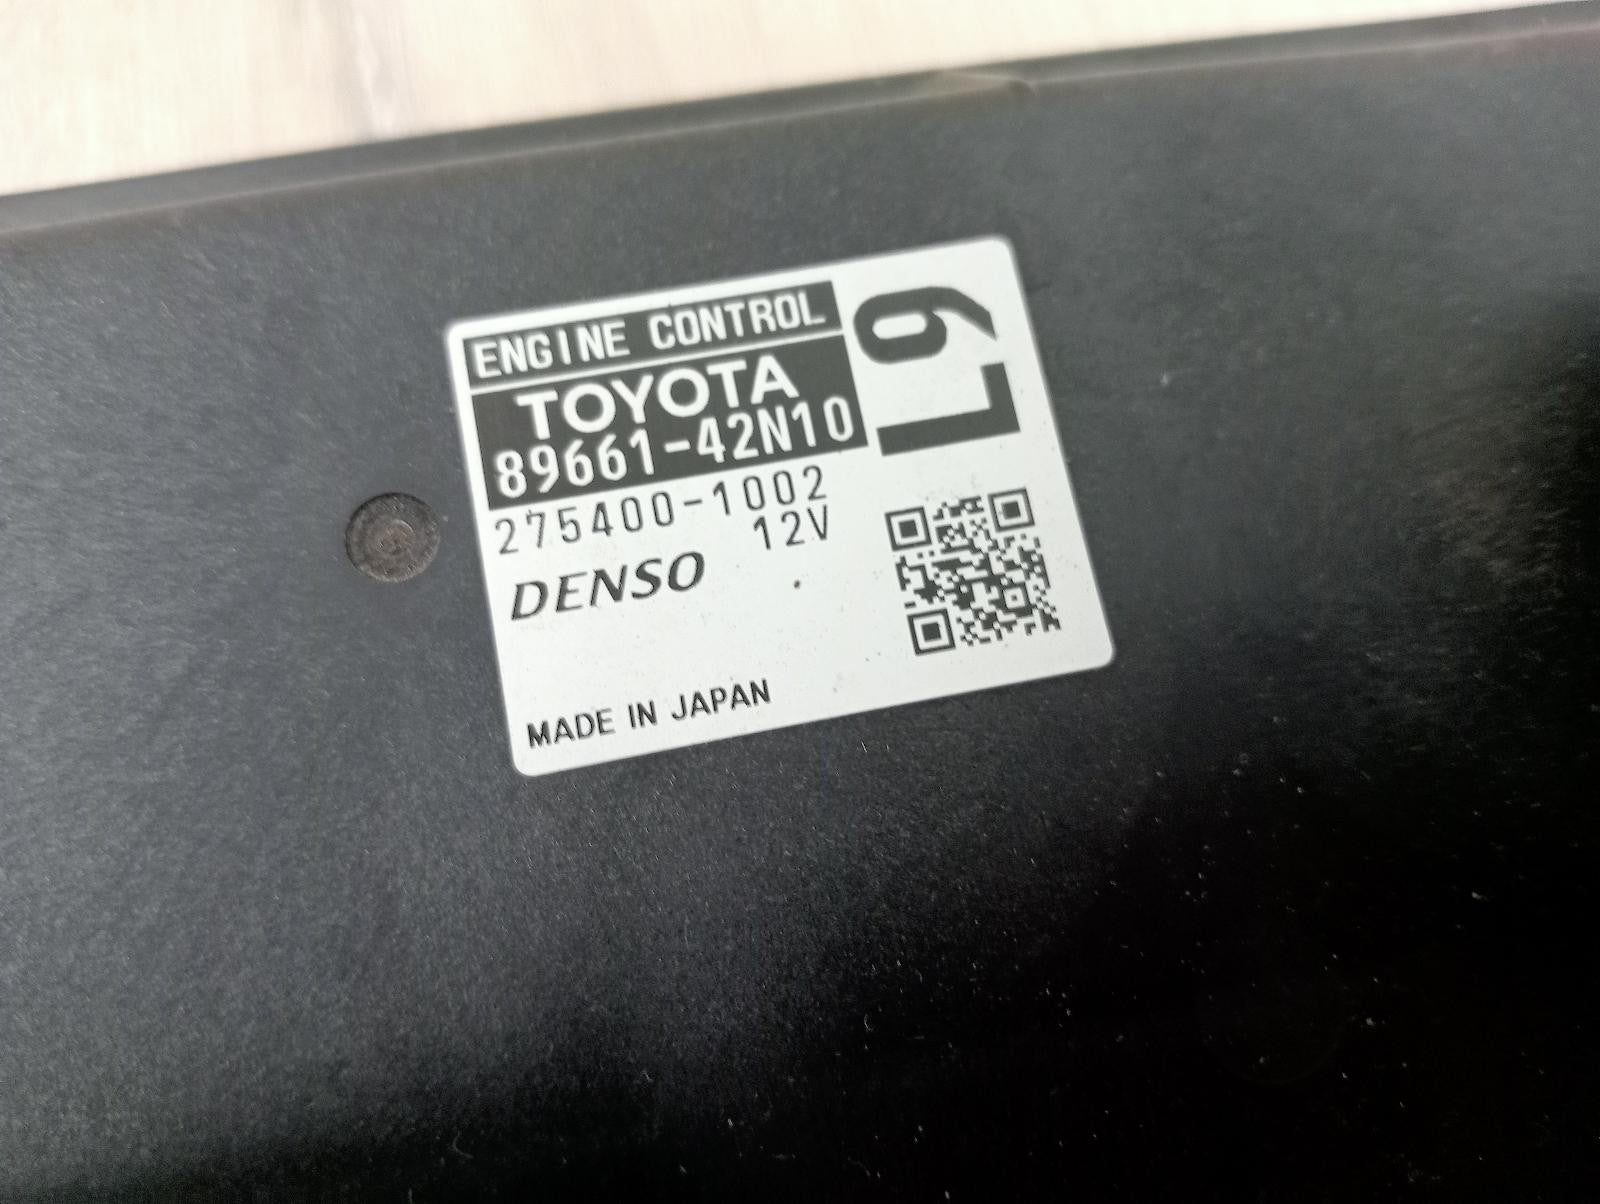 ENGINE CONTROL
TOYOTA
89661-42N10
275400-1002
12V
DENSO
MADE IN JAPAN
L9